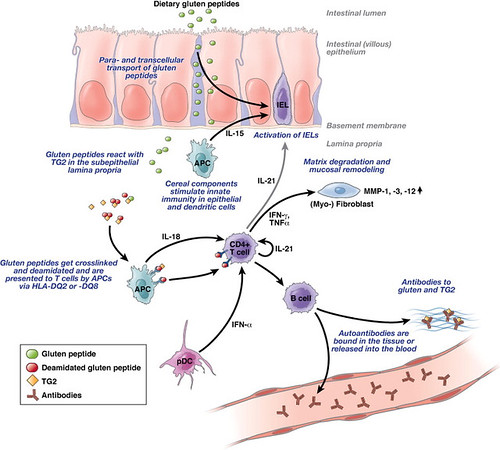 Dietary gluten peptides
Intestinal lumen
Intestinal (villous)
epithelium
Para- and transcellular
transport of gluten
peptides
IEL
Basement membrane
Lamina propria
IL-15
Activation of IELs
Gluten peptides react with
TG2 in the subepithelial
lamina propria
APC
Cereal components
stimulate innate
immunity in epithelial
and dendritic cells
IL-21
Matrix degradation and
mucosal remodeling
MMP-1, -3, -12
(Myo-) Fibroblast
IFN-γ,
TNFα
IL-18
CD4+
T cell
IL-21
Gluten peptides get crosslinked
and deamidated and are
presented to T cells by APCs
via HLA-DQ2 or -DQ8
APC
B cell
Antibodies to
gluten and TG2
IFN-α
pDC
Autoantibodies are
bound in the tissue or
released into the blood
Gluten peptide
Deamidated gluten peptide
TG2
Antibodies